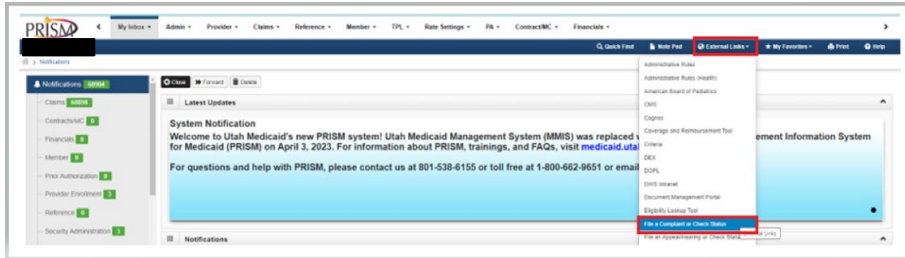 PRISM My Inbox Admin Provider Claims Reference Member TPL Rate Settings PA Contract/MC Financials
Quick Find Note Pad External Links My Favorites Print Help
Notifications
Notifications
Close Forward Delete
Claims
Contracts/MC 0
Financials 0
Member 0
Prior Authorization 0
Provider Enrollment 3
Reference 0
Security Administration 3
Latest Updates
System Notification
Welcome to Utah Medicaid's new PRISM system! Utah Medicaid Management System (MMIS) was replaced
for Medicaid (PRISM) on April 3, 2023. For information about PRISM, trainings, and FAQs, visit medicaid.uta
For questions and help with PRISM, please contact us at 801-538-6155 or toll free at 1-800-662-9651 or email
ement Information System
Notifications
Administrative Rules
Administrative Rules (Health)
American Board of Pediatrics
CMS
Cognos
Coverage and Reimbursement Tool
Criteria
DEX
DOPL
DWS Intranet
Document Management Portal
Eligibility Lookup Tool
File a Complaint or Check Status
File an Appeal/Hearing or Check Status